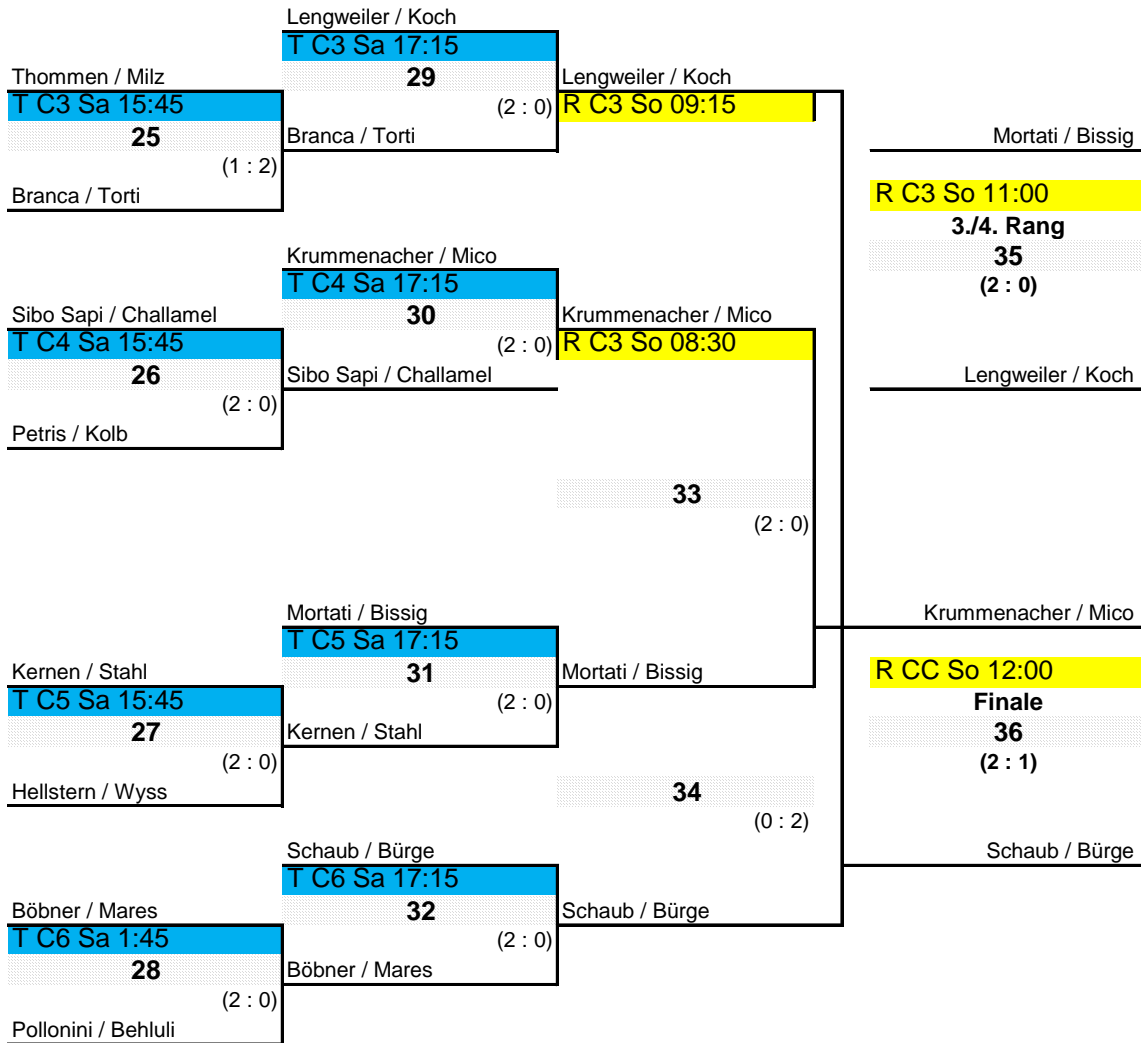 Lengweiler / Koch
T C3 Sa 17:15
Thommen / Milz
29
Lengweiler / Koch
T C3 Sa 15:45
(2 : 0)
R C3 So 09:15
25
Branca / Torti
Mortati / Bissig
(1 : 2)
Branca / Torti
R C3 So 11:00
3./4. Rang
Krummenacher / Mico
35
T C4 Sa 17:15
(2 : 0)
Sibo Sapi / Challamel
30
Krummenacher / Mico
T C4 Sa 15:45
(2 : 0)
R C3 So 08:30
26
Sibo Sapi / Challamel
Lengweiler / Koch
(2 : 0)
Petris / Kolb
33
(2 : 0)
Mortati / Bissig
Krummenacher / Mico
T C5 Sa 17:15
Kernen / Stahl
31
Mortati / Bissig
R CC So 12:00
T C5 Sa 15:45
(2 : 0)
Finale
27
Kernen / Stahl
36
(2 : 0)
(2 : 1)
Hellstern / Wyss
34
(0 : 2)
Schaub / Bürge
Schaub / Bürge
T C6 Sa 17:15
Böbner / Mares
32
Schaub / Bürge
T C6 Sa 1:45
(2 : 0)
28
Böbner / Mares
(2 : 0)
Pollonini / Behluli